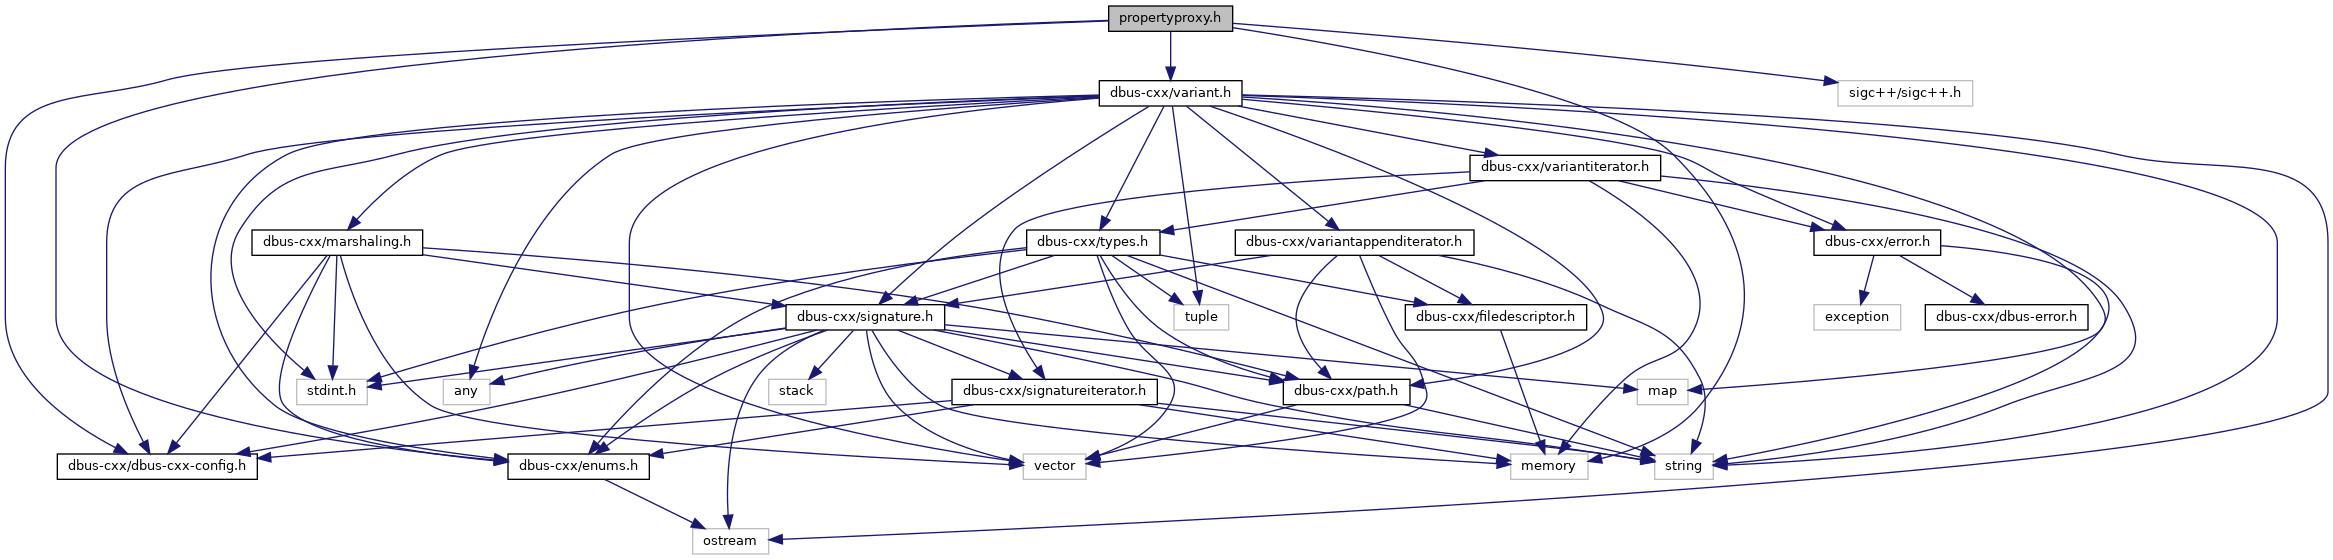 propertyproxy.h
dbus-cxx/variant.h
sigc++/sigc++.h
dbus-cxx/variantiterator.h
dbus-cxx/marshaling.h
dbus-cxx/types.h
dbus-cxx/variantappenditerator.h
dbus-cxx/error.h
dbus-cxx/signature.h
tuple
dbus-cxx/filedescriptor.h
exception
dbus-cxx/dbus-error.h
stdint.h
any
stack
dbus-cxx/signatureiterator.h
dbus-cxx/path.h
map
dbus-cxx/dbus-cxx-config.h
dbus-cxx/enums.h
vector
memory
string
ostream